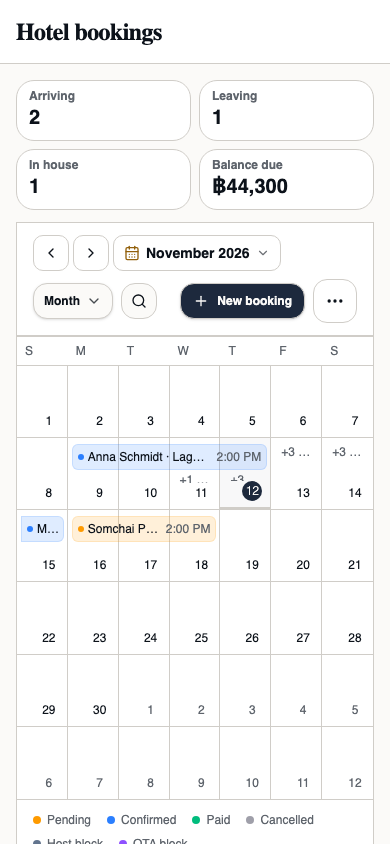 Hotel bookings
Arriving
2
Leaving
1
In house
1
Balance due
฿44,300
November 2026
Month
New booking
S M T W T F S
1 2 3 4 5 6 7
Anna Schmidt · Lag… 2:00 PM +3 … +3 …
+1 … +3
8 9 10 11 12 13 14
M… Somchai P… 2:00 PM
15 16 17 18 19 20 21
22 23 24 25 26 27 28
29 30 1 2 3 4 5
6 7 8 9 10 11 12
Pending Confirmed Paid Cancelled
Host block OTA block